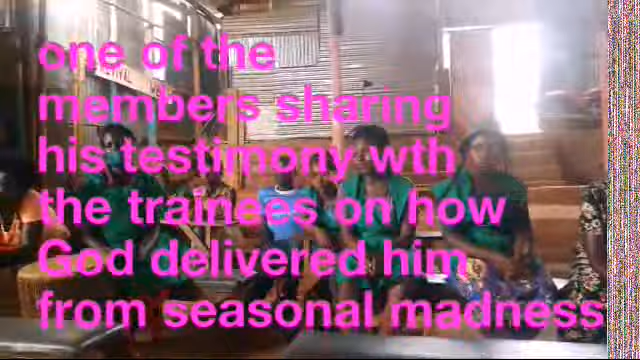 one of the
members sharing
his testimony wth
the trainees on how
God delivered him
from seasonal madness